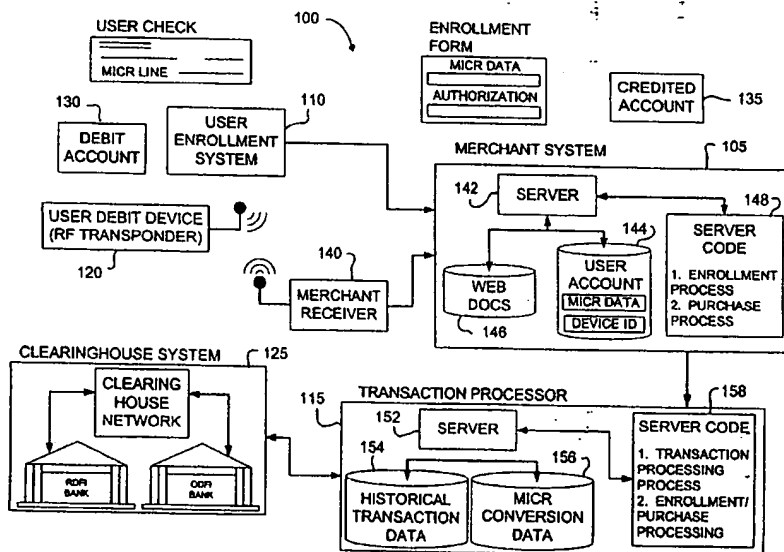 USER CHECK
MICR LINE
100
ENROLLMENT
FORM
MICR DATA
AUTHORIZATION
CREDITED
ACCOUNT
135
130
DEBIT
ACCOUNT
110
USER
ENROLLMENT
SYSTEM
USER DEBIT DEVICE
(RF TRANSPONDER)
120
140
MERCHANT
RECEIVER
MERCHANT SYSTEM
105
142
SERVER
148
144
WEB
DOCS
146
USER
ACCOUNT
MICR DATA
DEVICE ID
SERVER
CODE
1. ENROLLMENT
PROCESS
2. PURCHASE
PROCESS
CLEARINGHOUSE SYSTEM
125
CLEARING
HOUSE
NETWORK
RDFI
BANK
ODFI
BANK
TRANSACTION PROCESSOR
115
152
SERVER
154
HISTORICAL
TRANSACTION
DATA
156
MICR
CONVERSION
DATA
158
SERVER CODE
1. TRANSACTION
PROCESSING
PROCESS
2. ENROLLMENT/
PURCHASE
PROCESSING